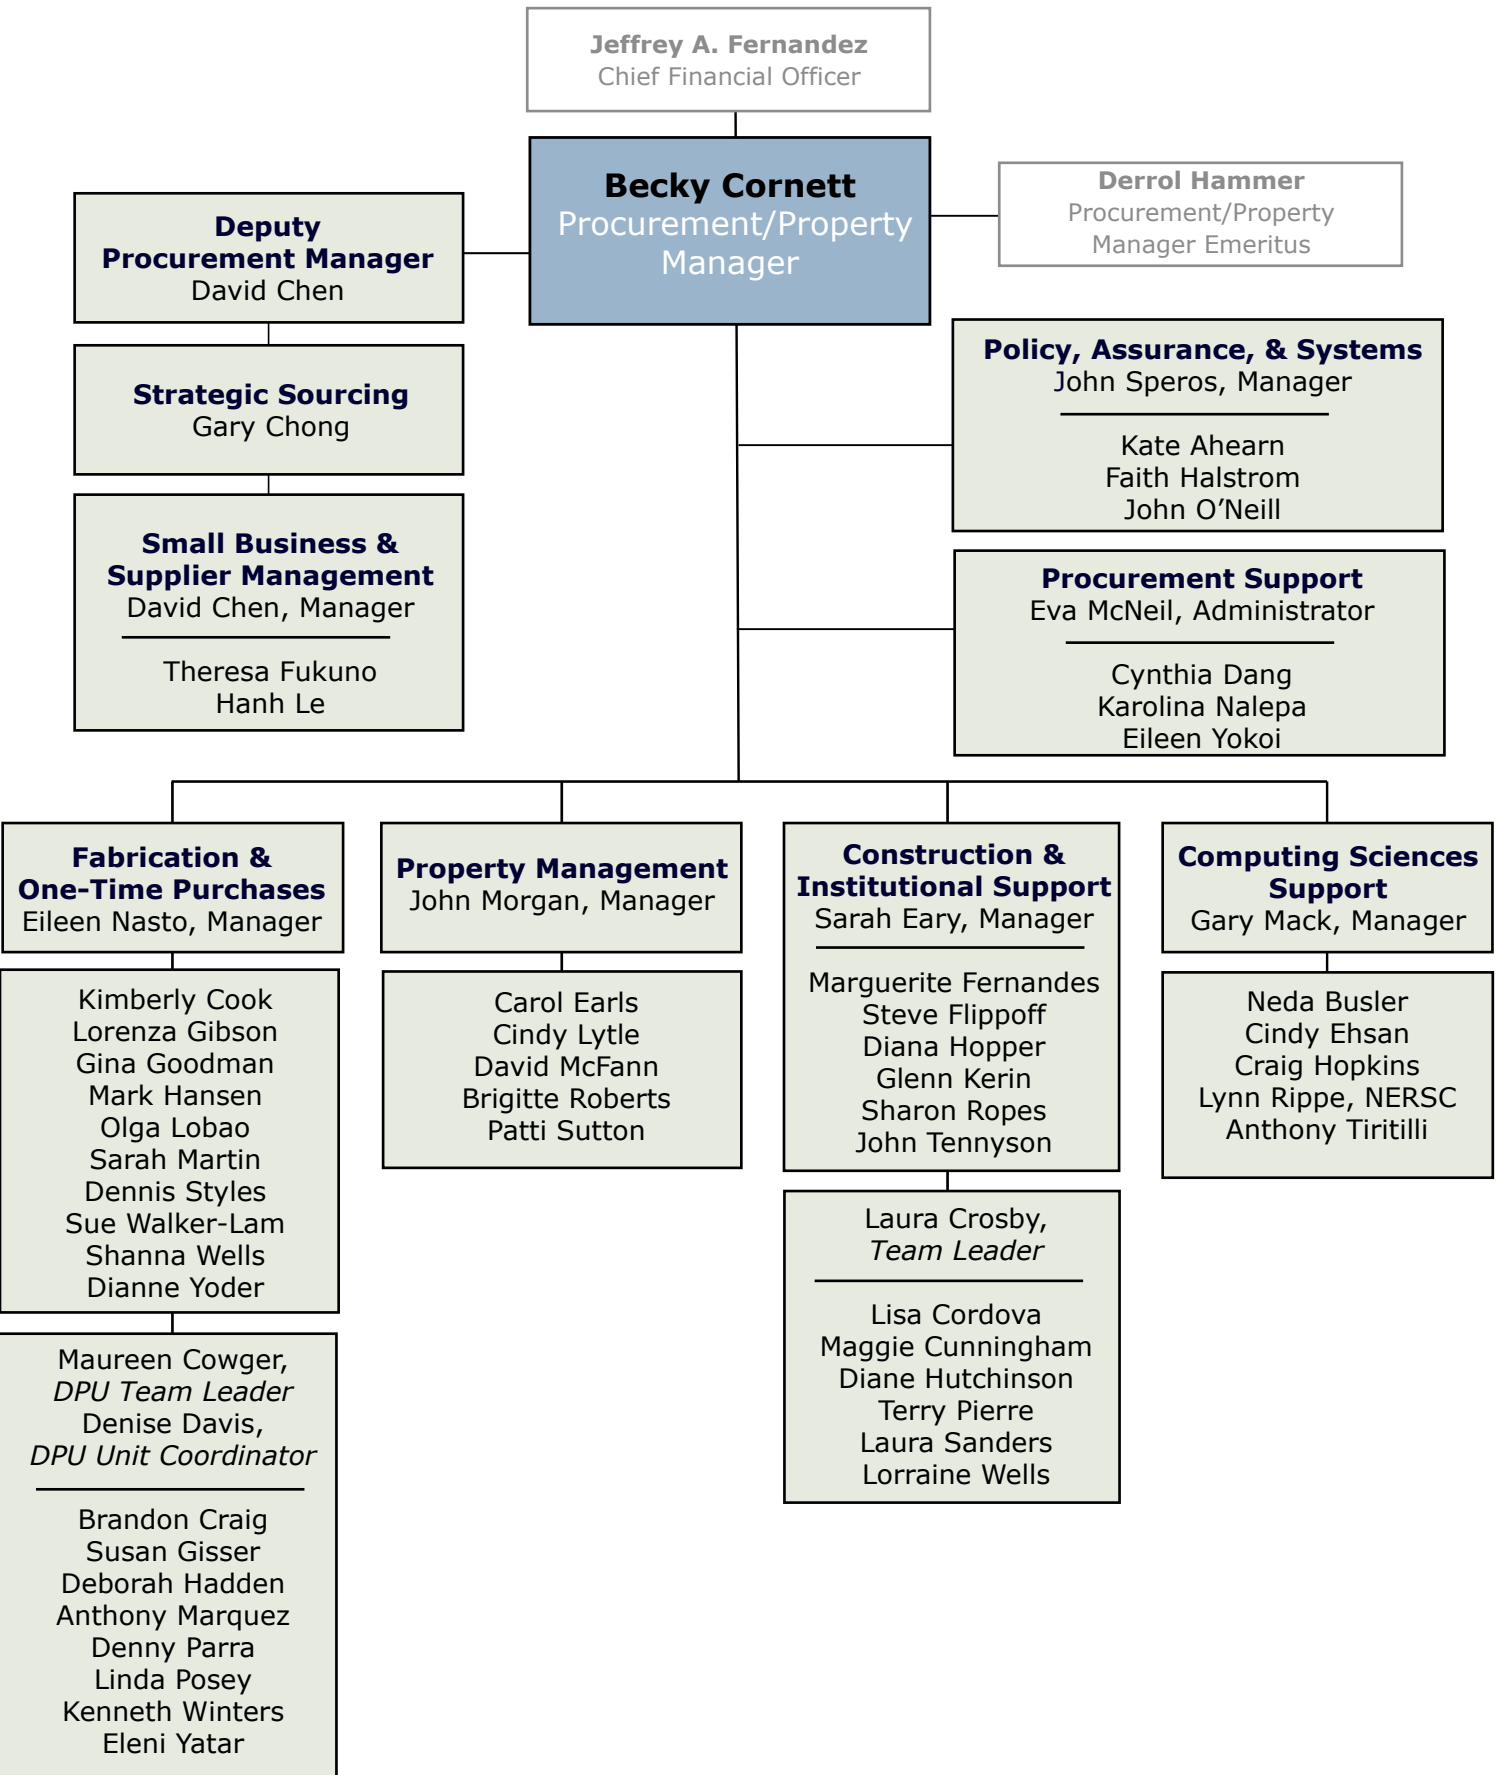 Jeffrey A. Fernandez
Chief Financial Officer
Becky Cornett
Procurement/Property
Manager
Derrol Hammer
Procurement/Property
Manager Emeritus
Deputy
Procurement Manager
David Chen
Strategic Sourcing
Gary Chong
Small Business &
Supplier Management
David Chen, Manager
Theresa Fukuno
Hanh Le
Policy, Assurance, & Systems
John Speros, Manager
Kate Ahearn
Faith Halstrom
John O’Neill
Procurement Support
Eva McNeil, Administrator
Cynthia Dang
Karolina Nalepa
Eileen Yokoi
Fabrication &
One-Time Purchases
Eileen Nasto, Manager
Kimberly Cook
Lorenza Gibson
Gina Goodman
Mark Hansen
Olga Lobao
Sarah Martin
Dennis Styles
Sue Walker-Lam
Shanna Wells
Dianne Yoder
Maureen Cowger,
DPU Team Leader
Denise Davis,
DPU Unit Coordinator
Brandon Craig
Susan Gisser
Deborah Hadden
Anthony Marquez
Denny Parra
Linda Posey
Kenneth Winters
Eleni Yatar
Property Management
John Morgan, Manager
Carol Earls
Cindy Lytle
David McFann
Brigitte Roberts
Patti Sutton
Construction &
Institutional Support
Sarah Eary, Manager
Marguerite Fernandes
Steve Flippoff
Diana Hopper
Glenn Kerin
Sharon Ropes
John Tennyson
Laura Crosby,
Team Leader
Lisa Cordova
Maggie Cunningham
Diane Hutchinson
Terry Pierre
Laura Sanders
Lorraine Wells
Computing Sciences
Support
Gary Mack, Manager
Neda Busler
Cindy Ehsan
Craig Hopkins
Lynn Rippe, NERSC
Anthony Tiritilli